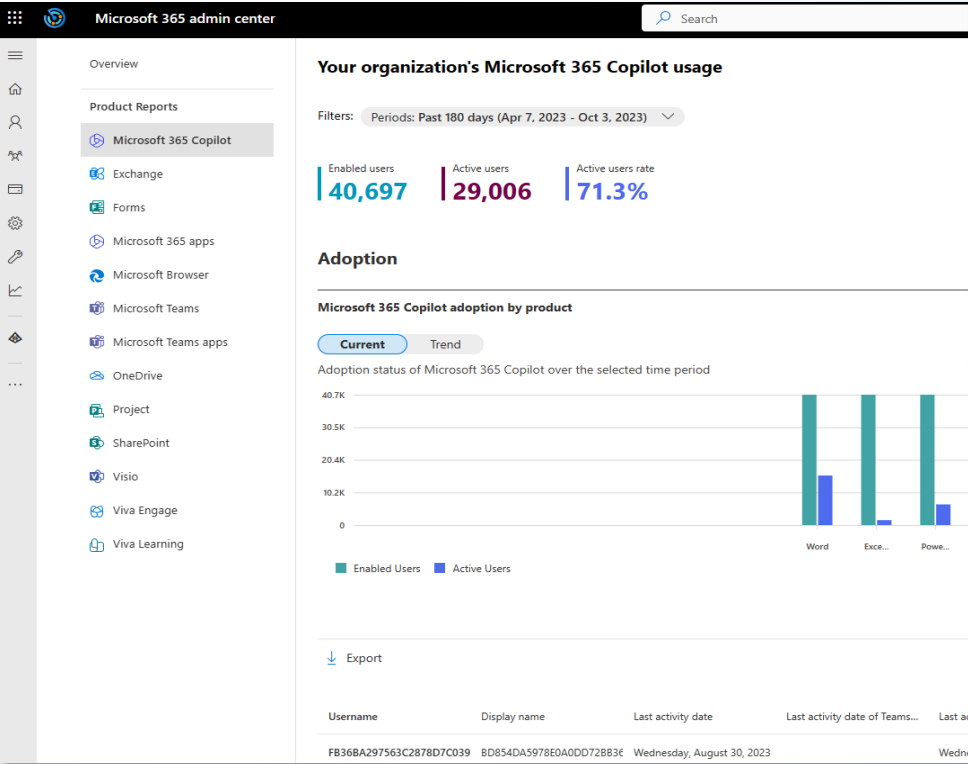 Microsoft 365 admin center
Search
Overview
Product Reports
Microsoft 365 Copilot
Exchange
Forms
Microsoft 365 apps
Microsoft Browser
Microsoft Teams
Microsoft Teams apps
OneDrive
Project
SharePoint
Visio
Viva Engage
Viva Learning
Your organization's Microsoft 365 Copilot usage
Filters: Periods: Past 180 days (Apr 7, 2023 - Oct 3, 2023)
Enabled users Active users Active users rate
40,697 29,006 71.3%
Adoption
Microsoft 365 Copilot adoption by product
Current Trend
Adoption status of Microsoft 365 Copilot over the selected time period
40.7K
30.5K
20.4K
10.2K
0
Word Exce... Powe...
Enabled Users Active Users
Export
Username Display name Last activity date Last activity date of Teams... Last a
FB36BA297563C2878D7C039 BD854DA5978E0A0DD72BB36 Wednesday, August 30, 2023 Wedn